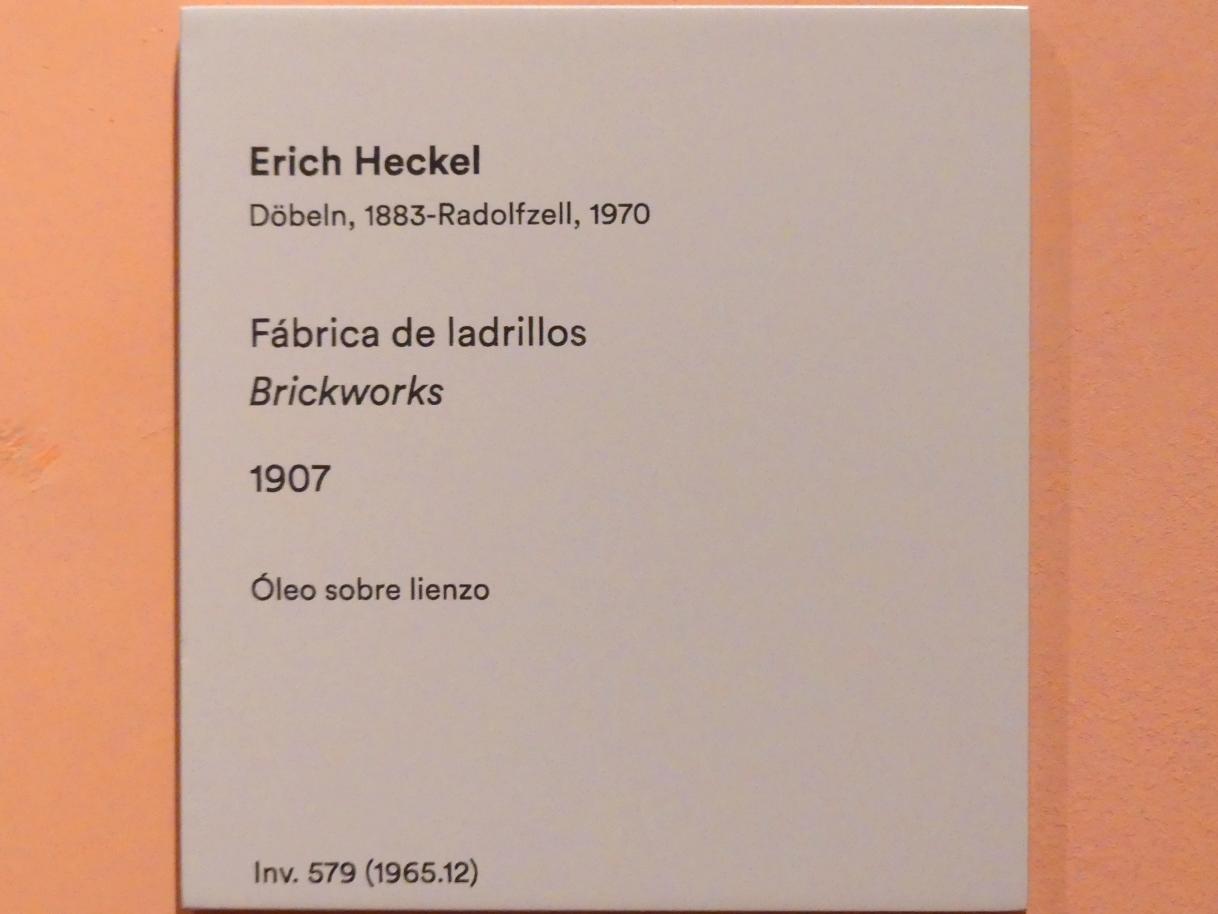 Erich Heckel
Döbeln, 1883-Radolfzell, 1970
Fábrica de ladrillos
Brickworks
1907
Óleo sobre lienzo
Inv. 579 (1965.12)